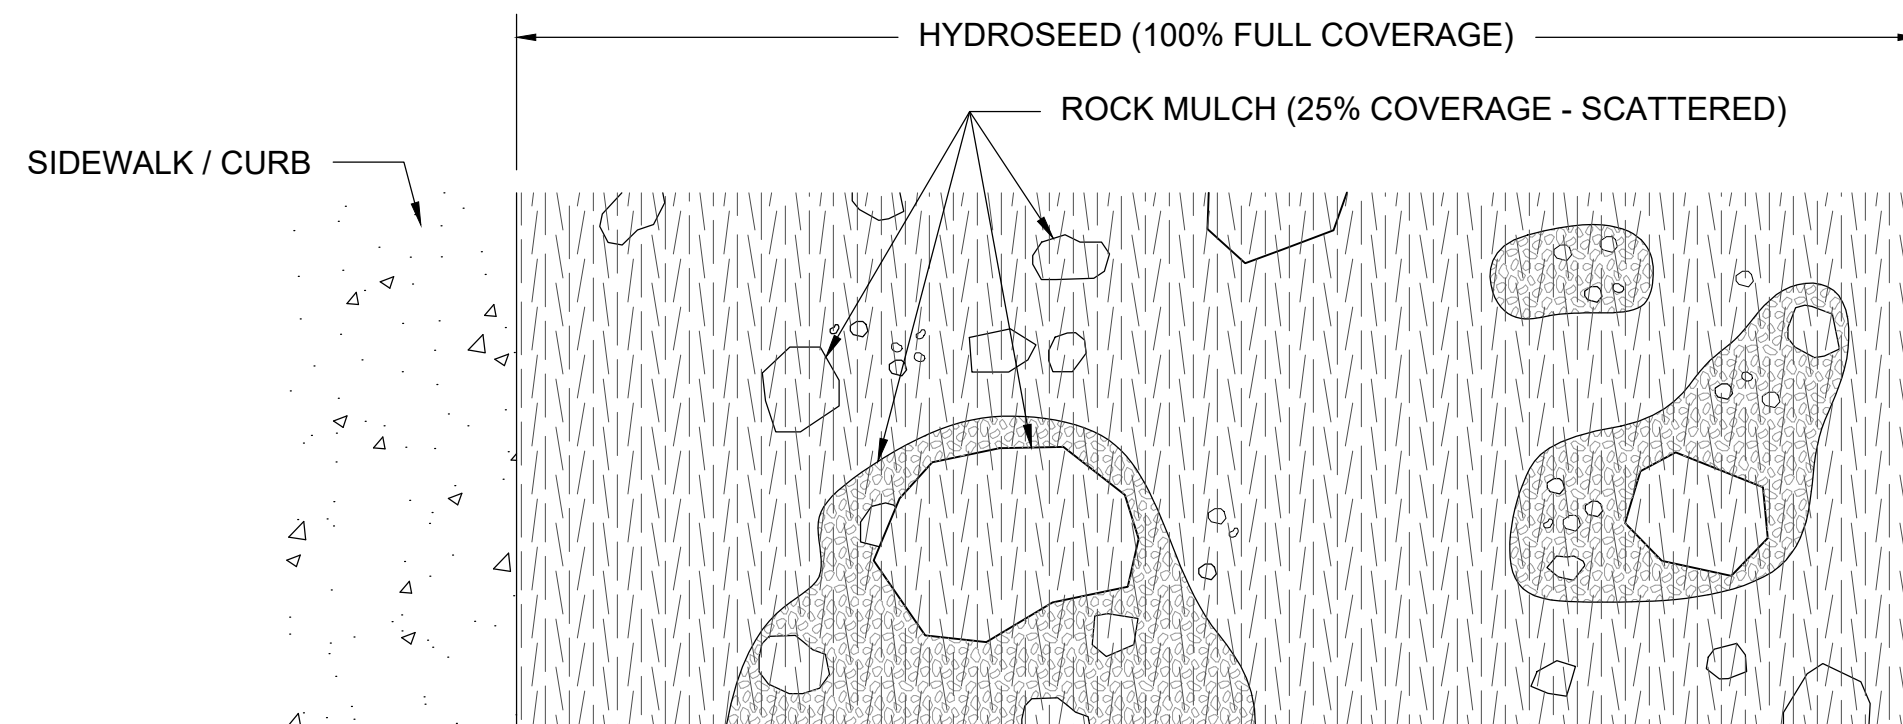 HYDROSEED (100% FULL COVERAGE)
ROCK MULCH (25% COVERAGE - SCATTERED)
SIDEWALK / CURB